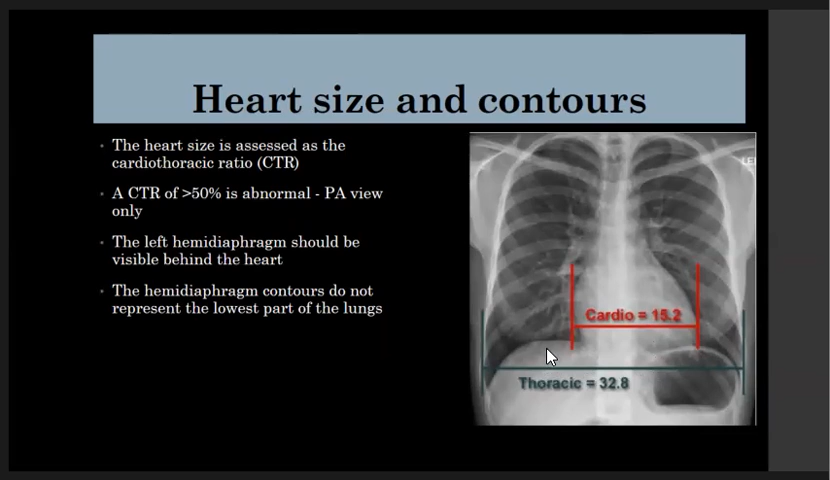 Heart size and contours
• The heart size is assessed as the
cardiothoracic ratio (CTR)
• A CTR of >50% is abnormal - PA view
only
• The left hemidiaphragm should be
visible behind the heart
• The hemidiaphragm contours do not
represent the lowest part of the lungs
Cardio = 15.2
Thoracic = 32.8